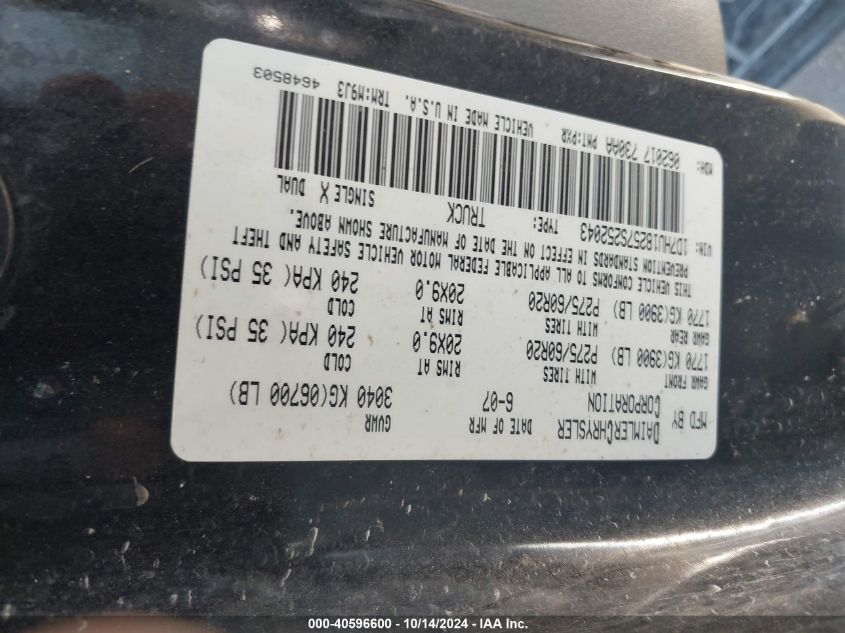 MFD BY DAIMLERCHRYSLER CORPORATION DATE OF MFR 6-07 GVWR 3040 KG(06700 LB)
GAWR FRONT WITH TIRES RIMS AT COLD
1770 KG(3900 LB) P275/60R20 20X9.0 240 KPA(35 PSI)
GAWR REAR WITH TIRES RIMS AT COLD
1770 KG(3900 LB) P275/60R20 20X9.0 240 KPA(35 PSI)
THIS VEHICLE CONFORMS TO ALL APPLICABLE FEDERAL MOTOR VEHICLE SAFETY AND THEFT
PREVENTION STANDARDS IN EFFECT ON THE DATE OF MANUFACTURE SHOWN ABOVE.
VIN: 1D7HU18257S252043 TYPE: TRUCK SINGLE X DUAL
MDH: 062017 730AA PNT:PXR VEHICLE MADE IN U.S.A. TRM:M9J3
4648503
000-40596600 - 10/14/2024 - IAA Inc.